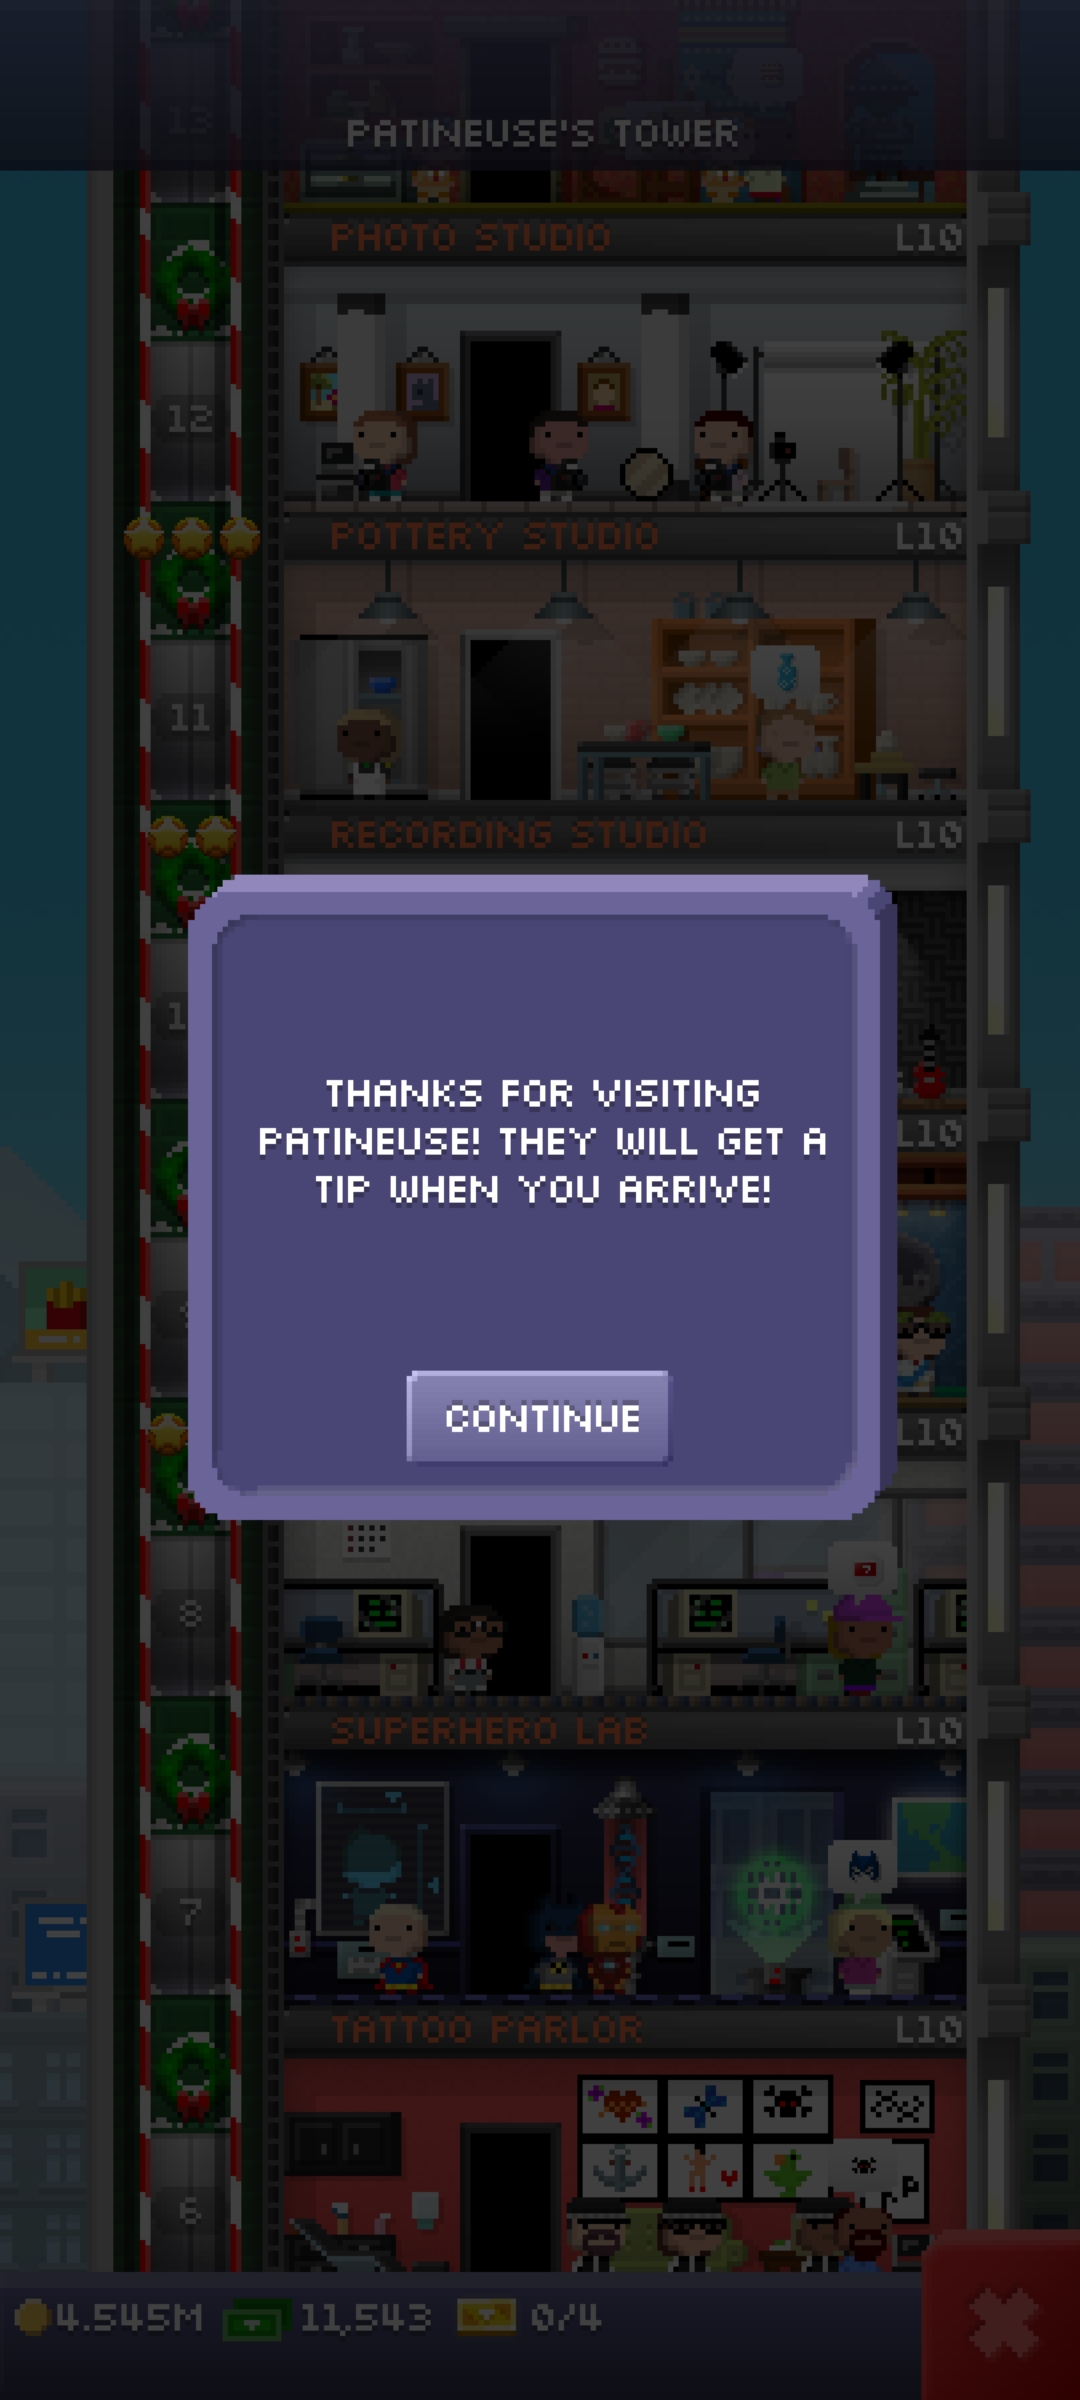 13
PATINEUSE'S TOWER
PHOTO STUDIO L10
12
POTTERY STUDIO L10
11
RECORDING STUDIO L10
THANKS FOR VISITING
PATINEUSE! THEY WILL GET A
TIP WHEN YOU ARRIVE!
L10
L10
CONTINUE
8
SUPERHERO LAB L10
7
TATTOO PARLOR L10
P
6
4.545M 11,543 0/4